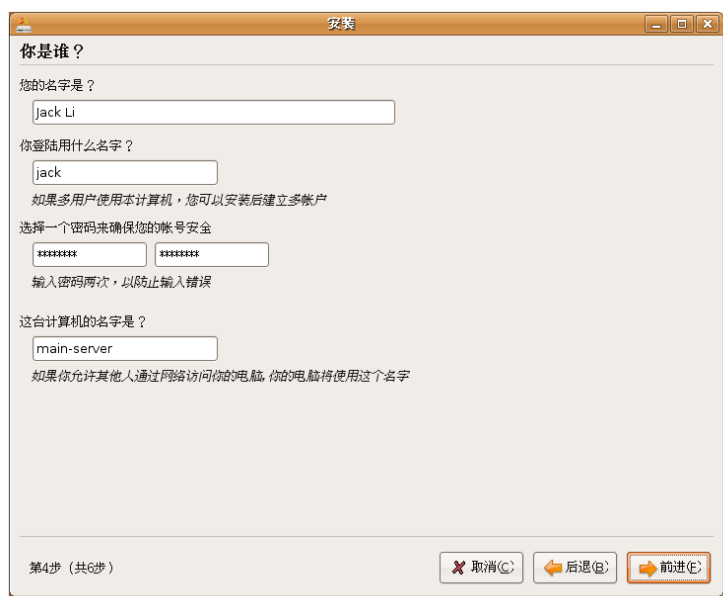 安装
你是谁？
您的名字是？
Jack Li
你登陆用什么名字？
jack
如果多用户使用本计算机，您可以安装后建立多帐户
选择一个密码来确保您的帐号安全
******** ********
输入密码两次，以防止输入错误
这台计算机的名字是？
main-server
如果你允许其他人通过网络访问你的电脑,你的电脑将使用这个名字
第4步（共6步） 取消(C) 后退(B) 前进(F)